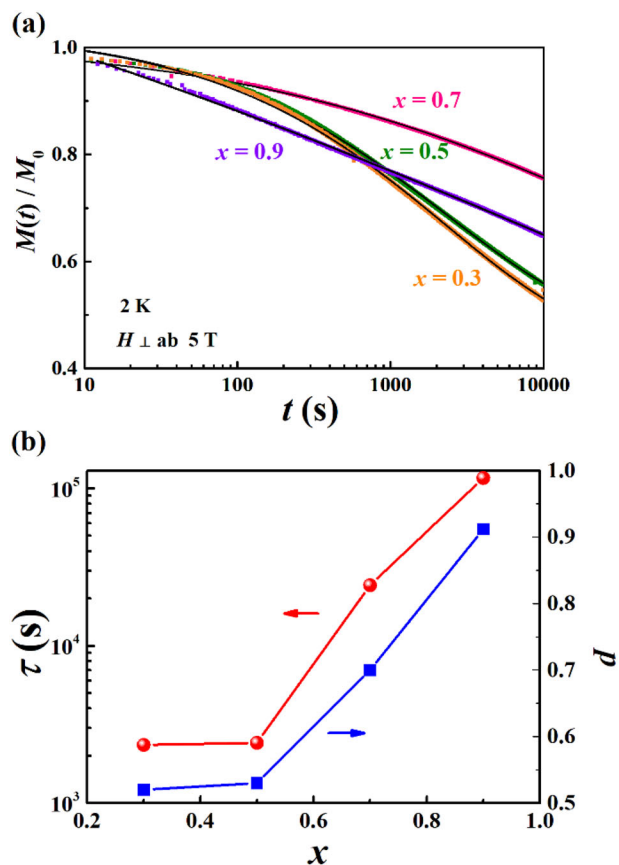 (a)
1.0
0.8
0.6
0.4
M(t) / M0
x = 0.7
x = 0.9
x = 0.5
x = 0.3
2 K
H ⊥ ab 5 T
10 100 1000 10000
t (s)
(b)
10^5
10^4
10^3
τ (s)
1.0
0.9
0.8
0.7
0.6
0.5
p
0.2 0.4 0.6 0.8 1.0
x